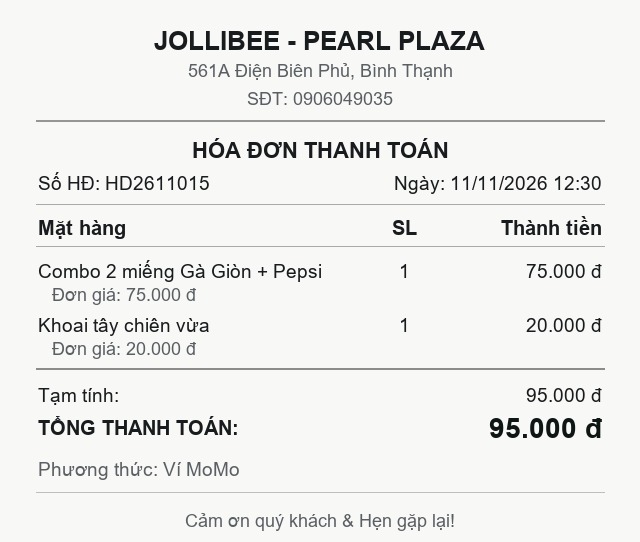 JOLLIBEE - PEARL PLAZA
561A Điện Biên Phủ, Bình Thạnh
SĐT: 0906049035
HÓA ĐƠN THANH TOÁN
Số HĐ: HD2611015 Ngày: 11/11/2026 12:30
Mặt hàng SL Thành tiền
Combo 2 miếng Gà Giòn + Pepsi 1 75.000 đ
Đơn giá: 75.000 đ
Khoai tây chiên vừa 1 20.000 đ
Đơn giá: 20.000 đ
Tạm tính: 95.000 đ
TỔNG THANH TOÁN: 95.000 đ
Phương thức: Ví MoMo
Cảm ơn quý khách & Hẹn gặp lại!